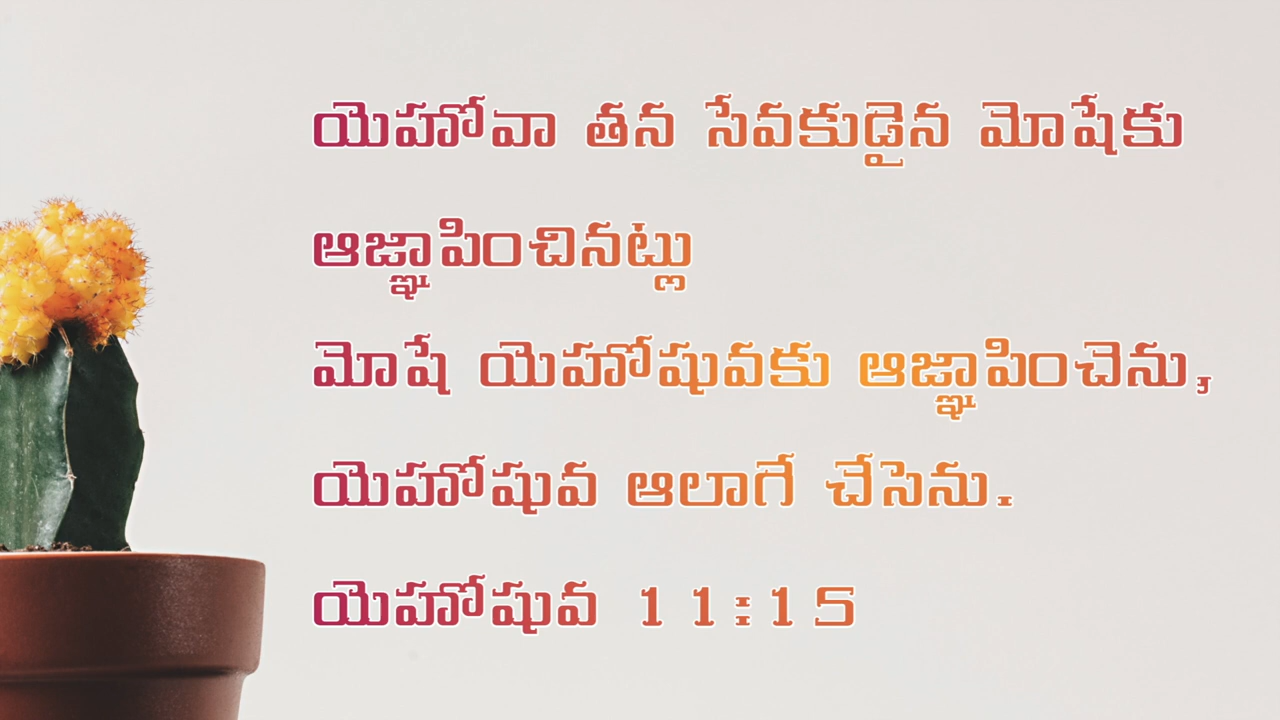 యెహోవా తన సేవకుడైన మోషేకు
ఆజ్ఞాపించినట్లు
మోషే యెహోషువకు ఆజ్ఞాపించెను,
యెహోషువ ఆలాగే చేసెను.
యెహోషువ 11:15